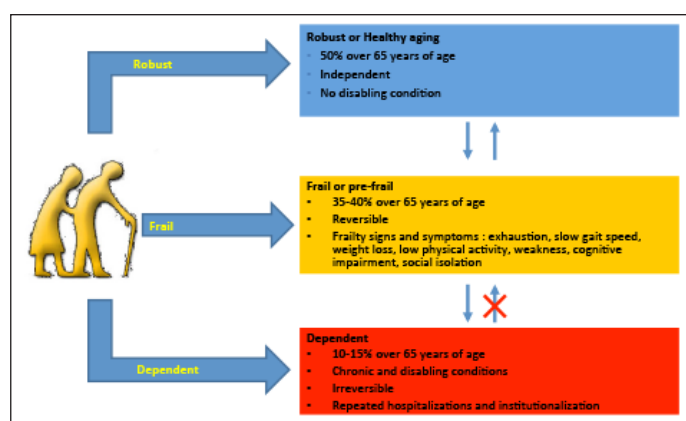 Robust
Robust or Healthy aging
• 50% over 65 years of age
• Independent
• No disabling condition
Frail
Frail or pre-frail
• 35-40% over 65 years of age
• Reversible
• Frailty signs and symptoms : exhaustion, slow gait speed,
weight loss, low physical activity, weakness, cognitive
impairment, social isolation
Dependent
Dependent
• 10-15% over 65 years of age
• Chronic and disabling conditions
• Irreversible
• Repeated hospitalizations and institutionalization